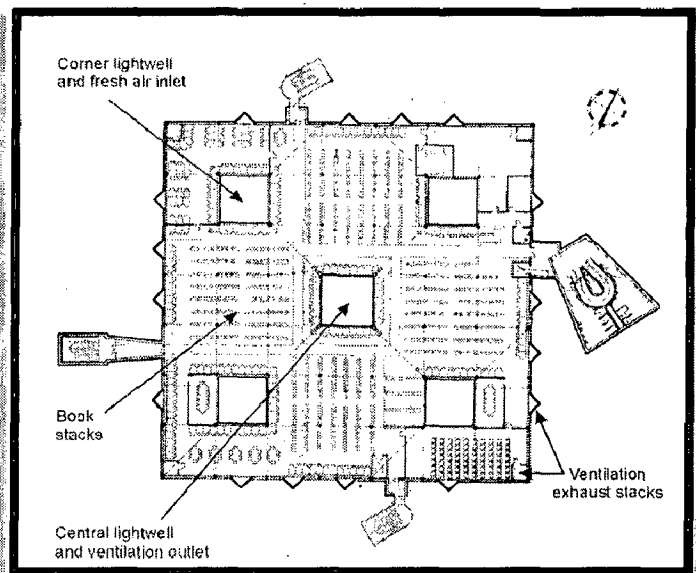 Corner lightwell
and fresh air inlet
Book
stacks
Ventilation
exhaust stacks
Central lightwell
and ventilation outlet